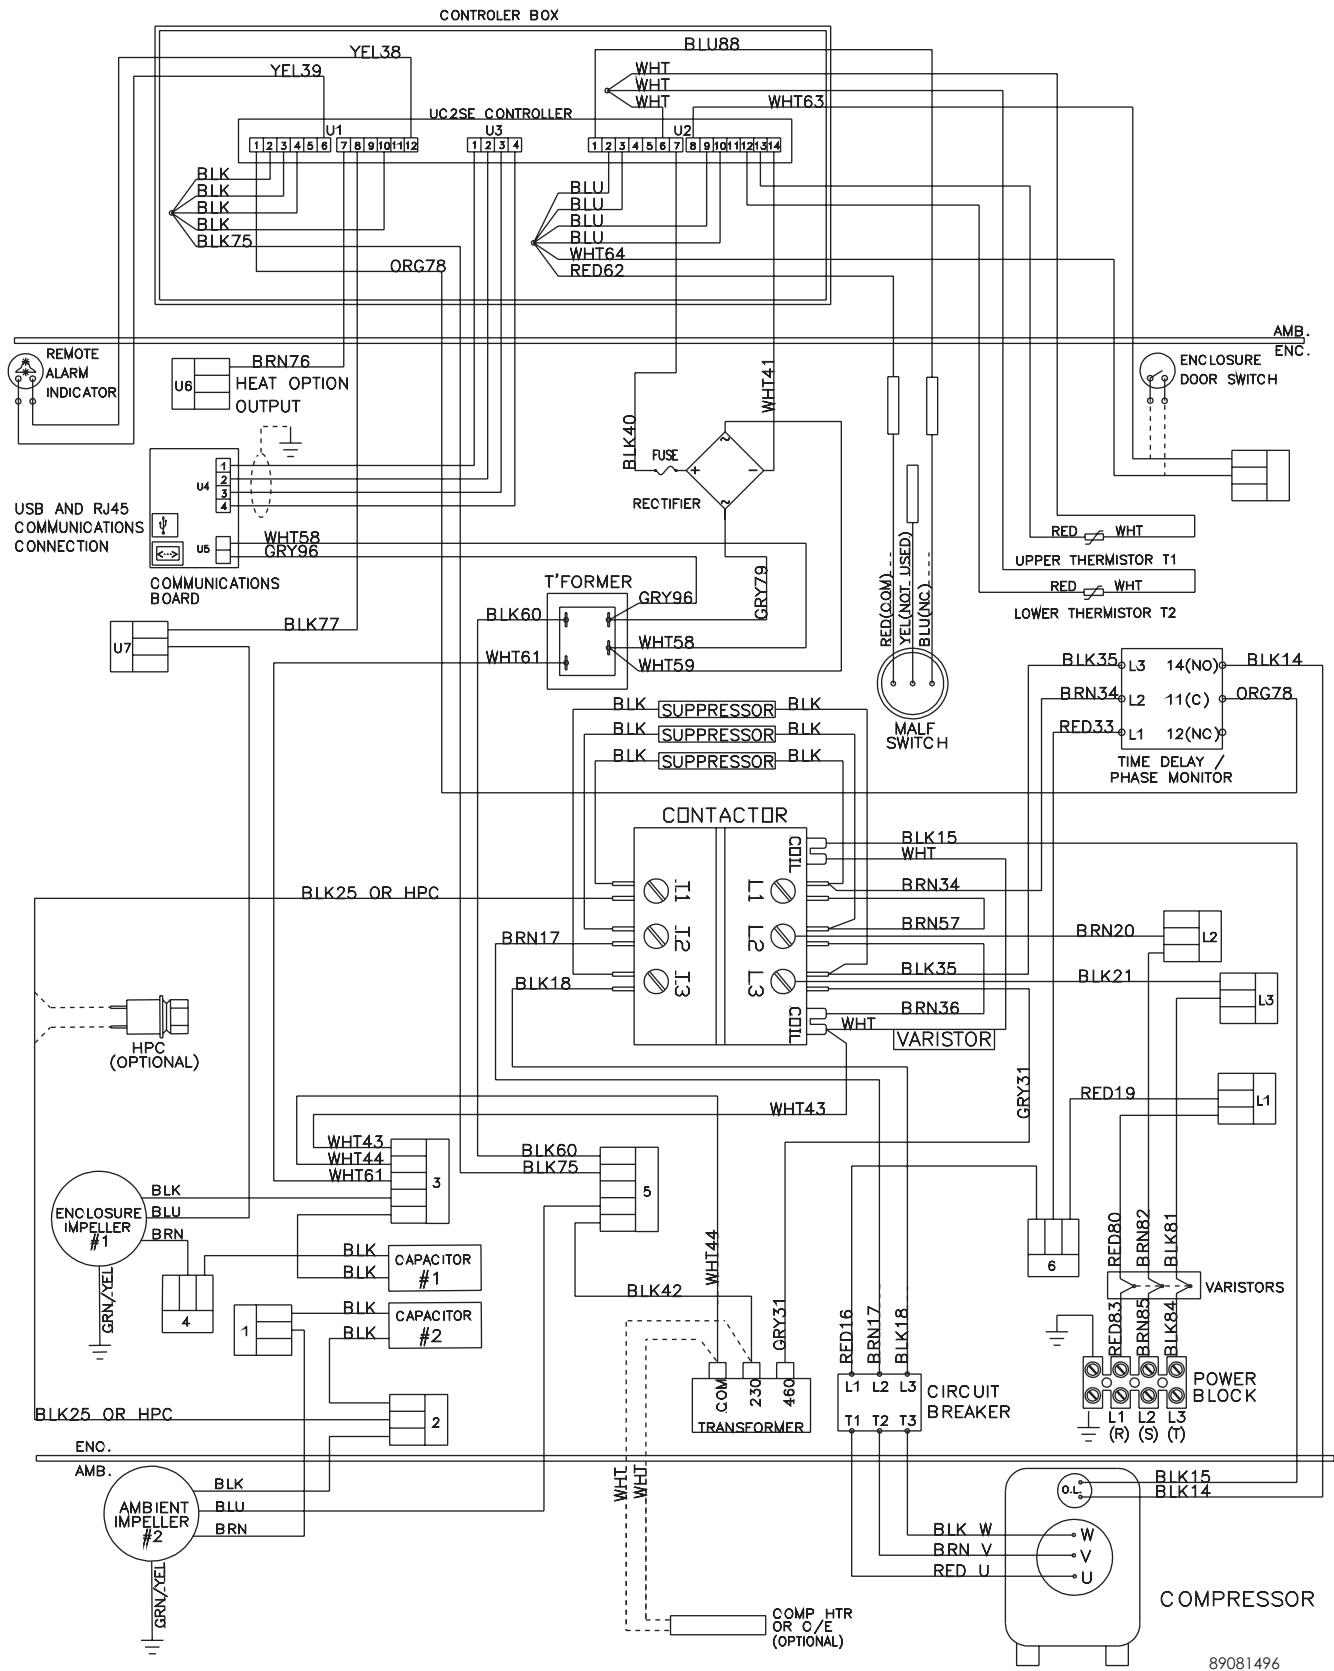 CONTROLER BOX
YEL38
YEL39
BLU88
WHT
WHT
WHT
WHT63
UC2SE CONTROLLER
U1
U3
U2
1 2 3 4 5 6 7 8 9 10 11 12
1 2 3 4
1 2 3 4 5 6 7 8 9 10 11 12 13 14
BLK
BLK
BLK
BLK
BLK75
ORG78
BLU
BLU
BLU
BLU
WHT64
RED62
AMB.
ENC.
REMOTE
ALARM
INDICATOR
U6
BRN76
HEAT OPTION
OUTPUT
BLK40
WHT41
FUSE
+
-
~
~
RECTIFIER
ENCLOSURE
DOOR SWITCH
U4
1
2
3
4
U5
USB AND RJ45
COMMUNICATIONS
CONNECTION
<-->
COMMUNICATIONS
BOARD
WHT58
GRY96
T'FORMER
BLK60
GRY96
GRY79
WHT58
WHT61
WHT59
U7
BLK77
RED(COM)
YEL(NOT USED)
BLU(NC)
MALF
SWITCH
RED
WHT
UPPER THERMISTOR T1
RED
WHT
LOWER THERMISTOR T2
BLK35
L3
14(NO)
BLK14
BRN34
L2
11(C)
ORG78
RED33
L1
12(NC)
TIME DELAY /
PHASE MONITOR
BLK SUPPRESSOR BLK
BLK SUPPRESSOR BLK
BLK SUPPRESSOR BLK
CONTACTOR
COIL
BLK15
WHT
BLK25 OR HPC
T1
L1
BRN34
BRN57
BRN17
T2
L2
BRN20
L2
BLK35
BLK18
T3
L3
BLK21
L3
BRN36
COIL
WHT
VARISTOR
HPC
(OPTIONAL)
GRY31
RED19
L1
WHT43
WHT43
WHT44
WHT61
3
BLK60
BLK75
5
ENCLOSURE
IMPELLER
#1
BLK
BLU
BRN
GRN/YEL
4
BLK
BLK
CAPACITOR
#1
1
BLK
BLK
CAPACITOR
#2
BLK42
WHT44
GRY31
RED16
BRN17
BLK18
6
RED80
BRN82
BLK81
VARISTORS
RED83
BRN85
BLK84
POWER
BLOCK
L1
(R)
L2
(S)
L3
(T)
BLK25 OR HPC
2
COM
230
460
TRANSFORMER
L1 L2 L3
T1 T2 T3
CIRCUIT
BREAKER
ENC.
AMB.
AMBIENT
IMPELLER
#2
BLK
BLU
BRN
GRN/YEL
WHT
WHT
COMP HTR
OR C/E
(OPTIONAL)
O.L.
BLK15
BLK14
BLK W
W
BRN V
V
RED U
U
COMPRESSOR
89081496